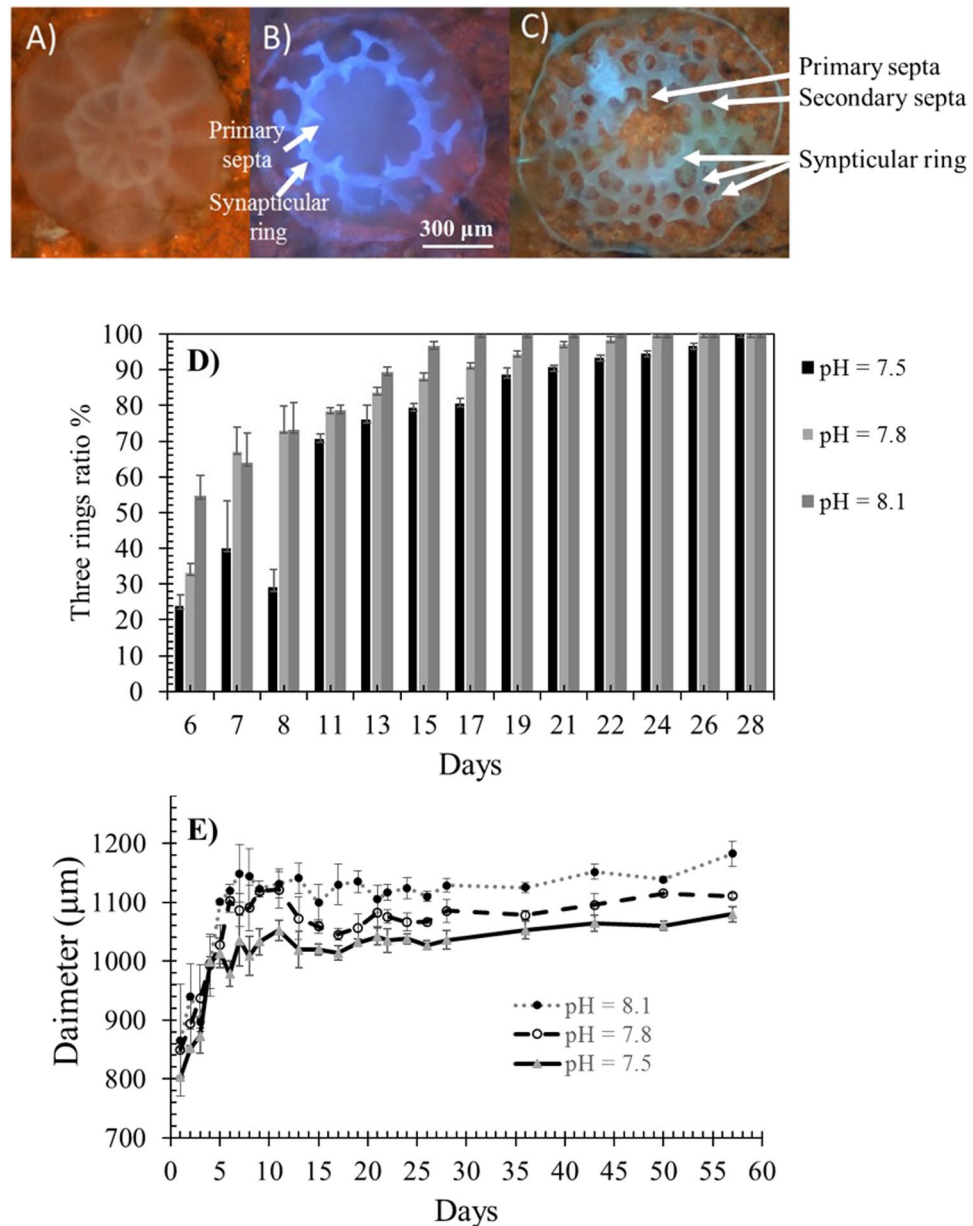 A)
B)
C)
Primary
septa
Synapticular
ring
300 µm
Primary septa
Secondary septa
Synpticular ring
D)
Three rings ratio %
100
90
80
70
60
50
40
30
20
10
0
6 7 8 11 13 15 17 19 21 22 24 26 28
Days
pH = 7.5
pH = 7.8
pH = 8.1
E)
Daimeter (µm)
1200
1100
1000
900
800
700
0 5 10 15 20 25 30 35 40 45 50 55 60
Days
pH = 8.1
pH = 7.8
pH = 7.5